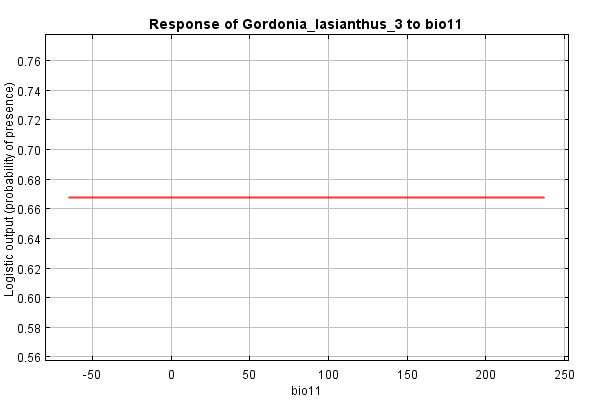 Response of Gordonia_lasianthus_3 to bio11
Logistic output (probability of presence)
0.76
0.74
0.72
0.70
0.68
0.66
0.64
0.62
0.60
0.58
0.56
-50 0 50 100 150 200 250
bio11